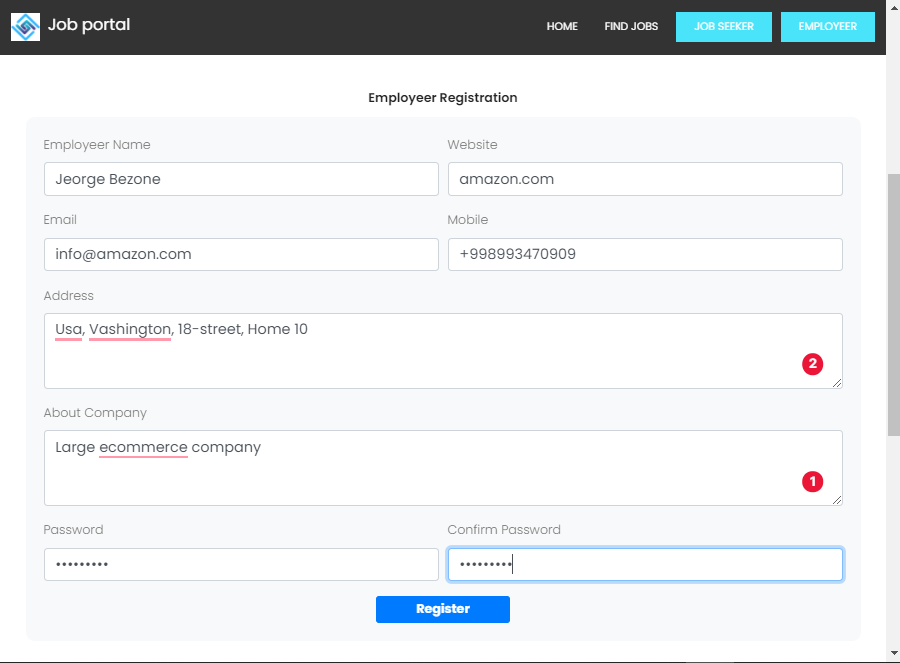 Job portal
HOME FIND JOBS JOB SEEKER EMPLOYEER
Employeer Registration
Employeer Name Website
Jeorge Bezone amazon.com
Email Mobile
info@amazon.com +998993470909
Address
Usa, Vashington, 18-street, Home 10
2
About Company
Large ecommerce company
1
Password Confirm Password
••••••••• •••••••••
Register